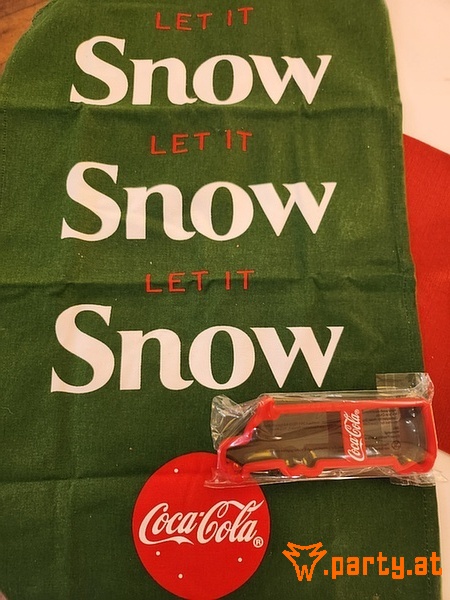 LET IT
Snow
LET IT
Snow
LET IT
Snow
Coca-Cola®
Coca-Cola®
.party.at